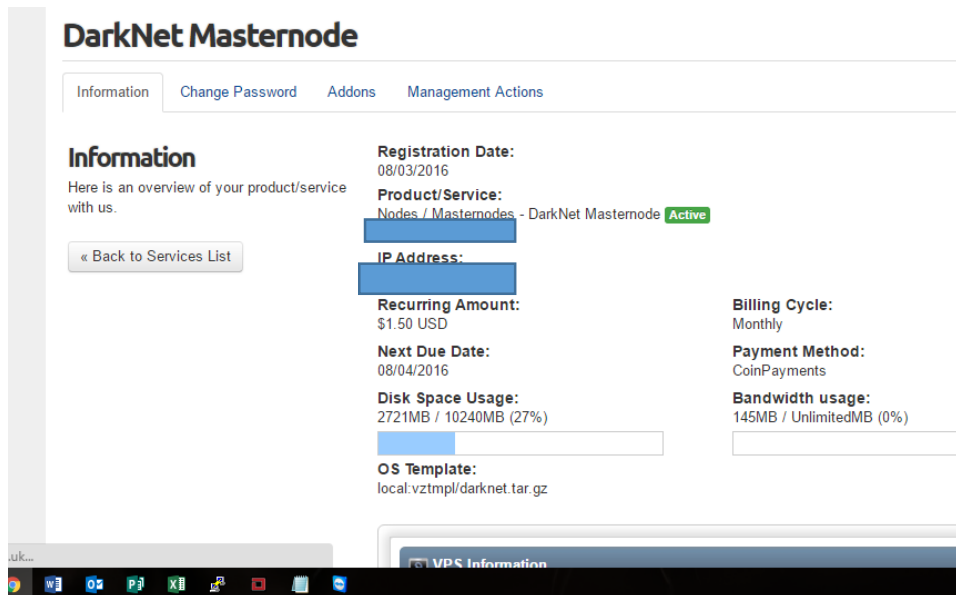 DarkNet Masternode
Information Change Password Addons Management Actions
Information
Here is an overview of your product/service
with us.
« Back to Services List
Registration Date:
08/03/2016
Product/Service:
Nodes / Masternodes - DarkNet Masternode Active
IP Address:
Recurring Amount:
$1.50 USD
Billing Cycle:
Monthly
Next Due Date:
08/04/2016
Payment Method:
CoinPayments
Disk Space Usage:
2721MB / 10240MB (27%)
Bandwidth usage:
145MB / UnlimitedMB (0%)
OS Template:
local:vztmpl/darknet.tar.gz
VPS Information
.uk...